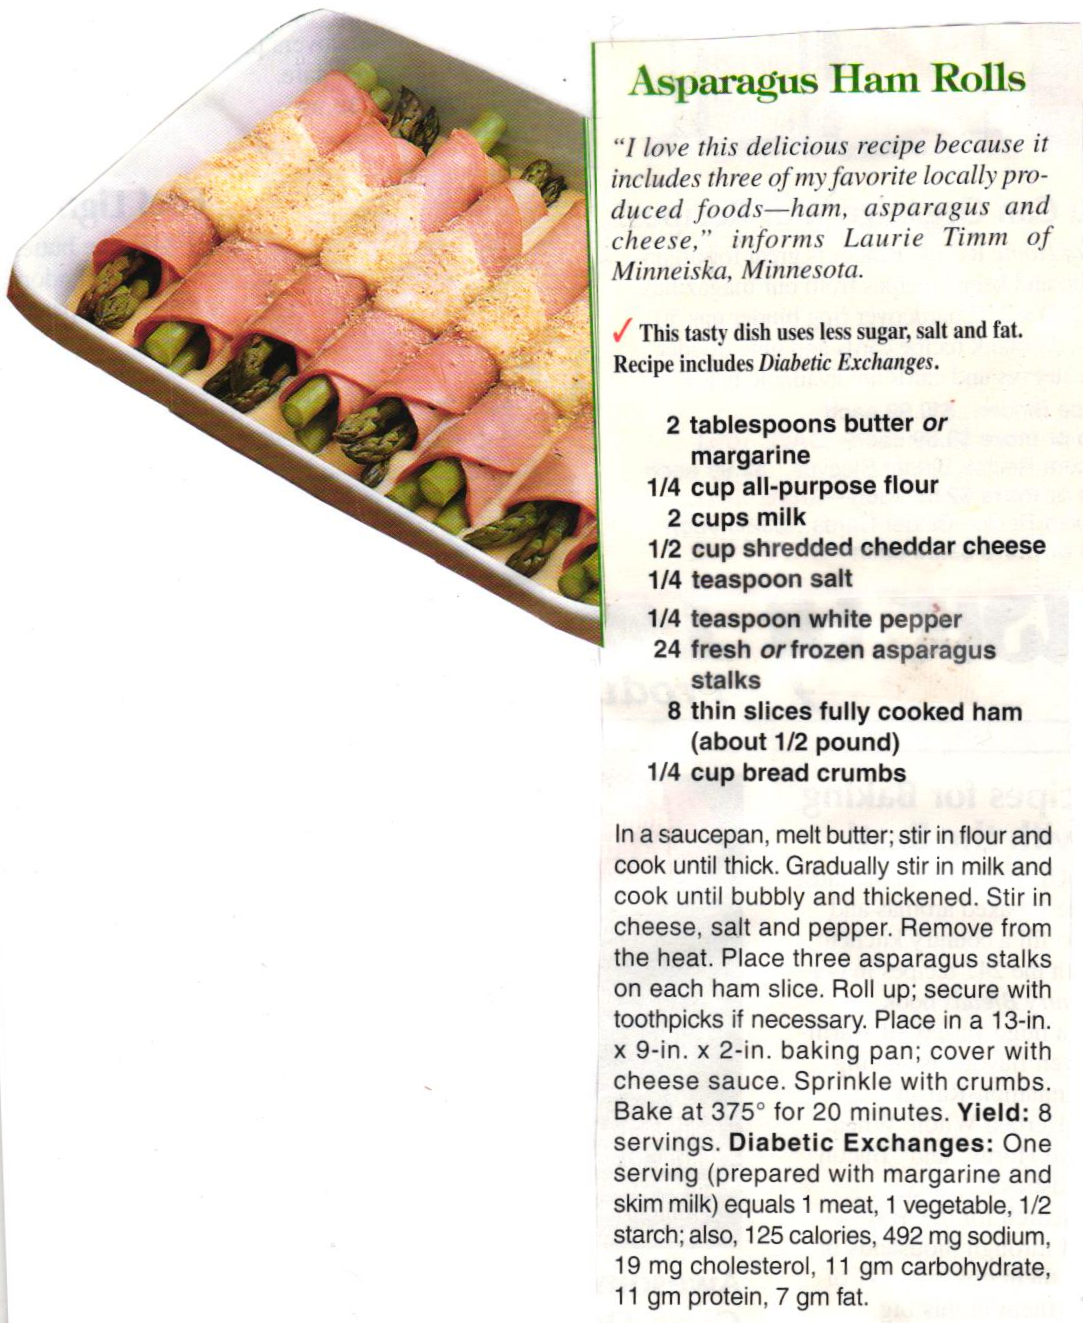 Asparagus Ham Rolls
“I love this delicious recipe because it
includes three of my favorite locally pro-
duced foods—ham, asparagus and
cheese,” informs Laurie Timm of
Minneiska, Minnesota.
✓ This tasty dish uses less sugar, salt and fat.
Recipe includes Diabetic Exchanges.
2 tablespoons butter or
margarine
1/4 cup all-purpose flour
2 cups milk
1/2 cup shredded cheddar cheese
1/4 teaspoon salt
1/4 teaspoon white pepper
24 fresh or frozen asparagus
stalks
8 thin slices fully cooked ham
(about 1/2 pound)
1/4 cup bread crumbs
In a saucepan, melt butter; stir in flour and
cook until thick. Gradually stir in milk and
cook until bubbly and thickened. Stir in
cheese, salt and pepper. Remove from
the heat. Place three asparagus stalks
on each ham slice. Roll up; secure with
toothpicks if necessary. Place in a 13-in.
x 9-in. x 2-in. baking pan; cover with
cheese sauce. Sprinkle with crumbs.
Bake at 375° for 20 minutes. Yield: 8
servings. Diabetic Exchanges: One
serving (prepared with margarine and
skim milk) equals 1 meat, 1 vegetable, 1/2
starch; also, 125 calories, 492 mg sodium,
19 mg cholesterol, 11 gm carbohydrate,
11 gm protein, 7 gm fat.